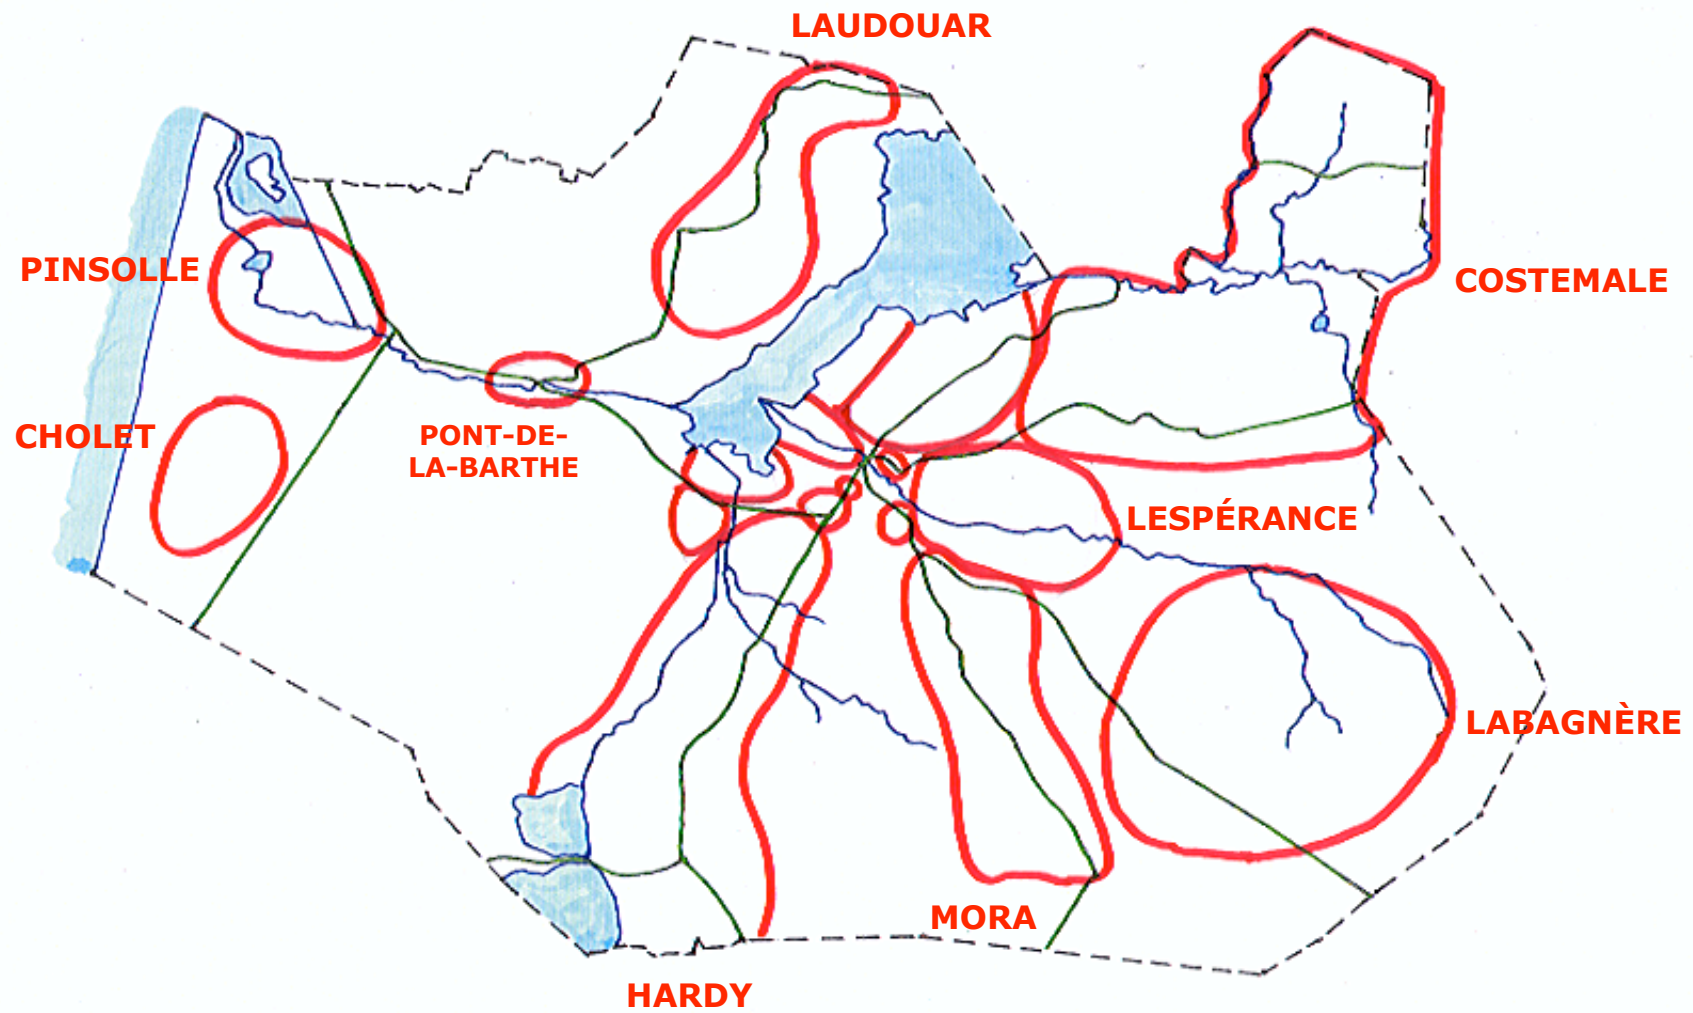 LAUDOUAR
PINSOLLE
COSTEMALE
CHOLET
PONT-DE-
LA-BARTHE
LESPÉRANCE
LABAGNÈRE
MORA
HARDY